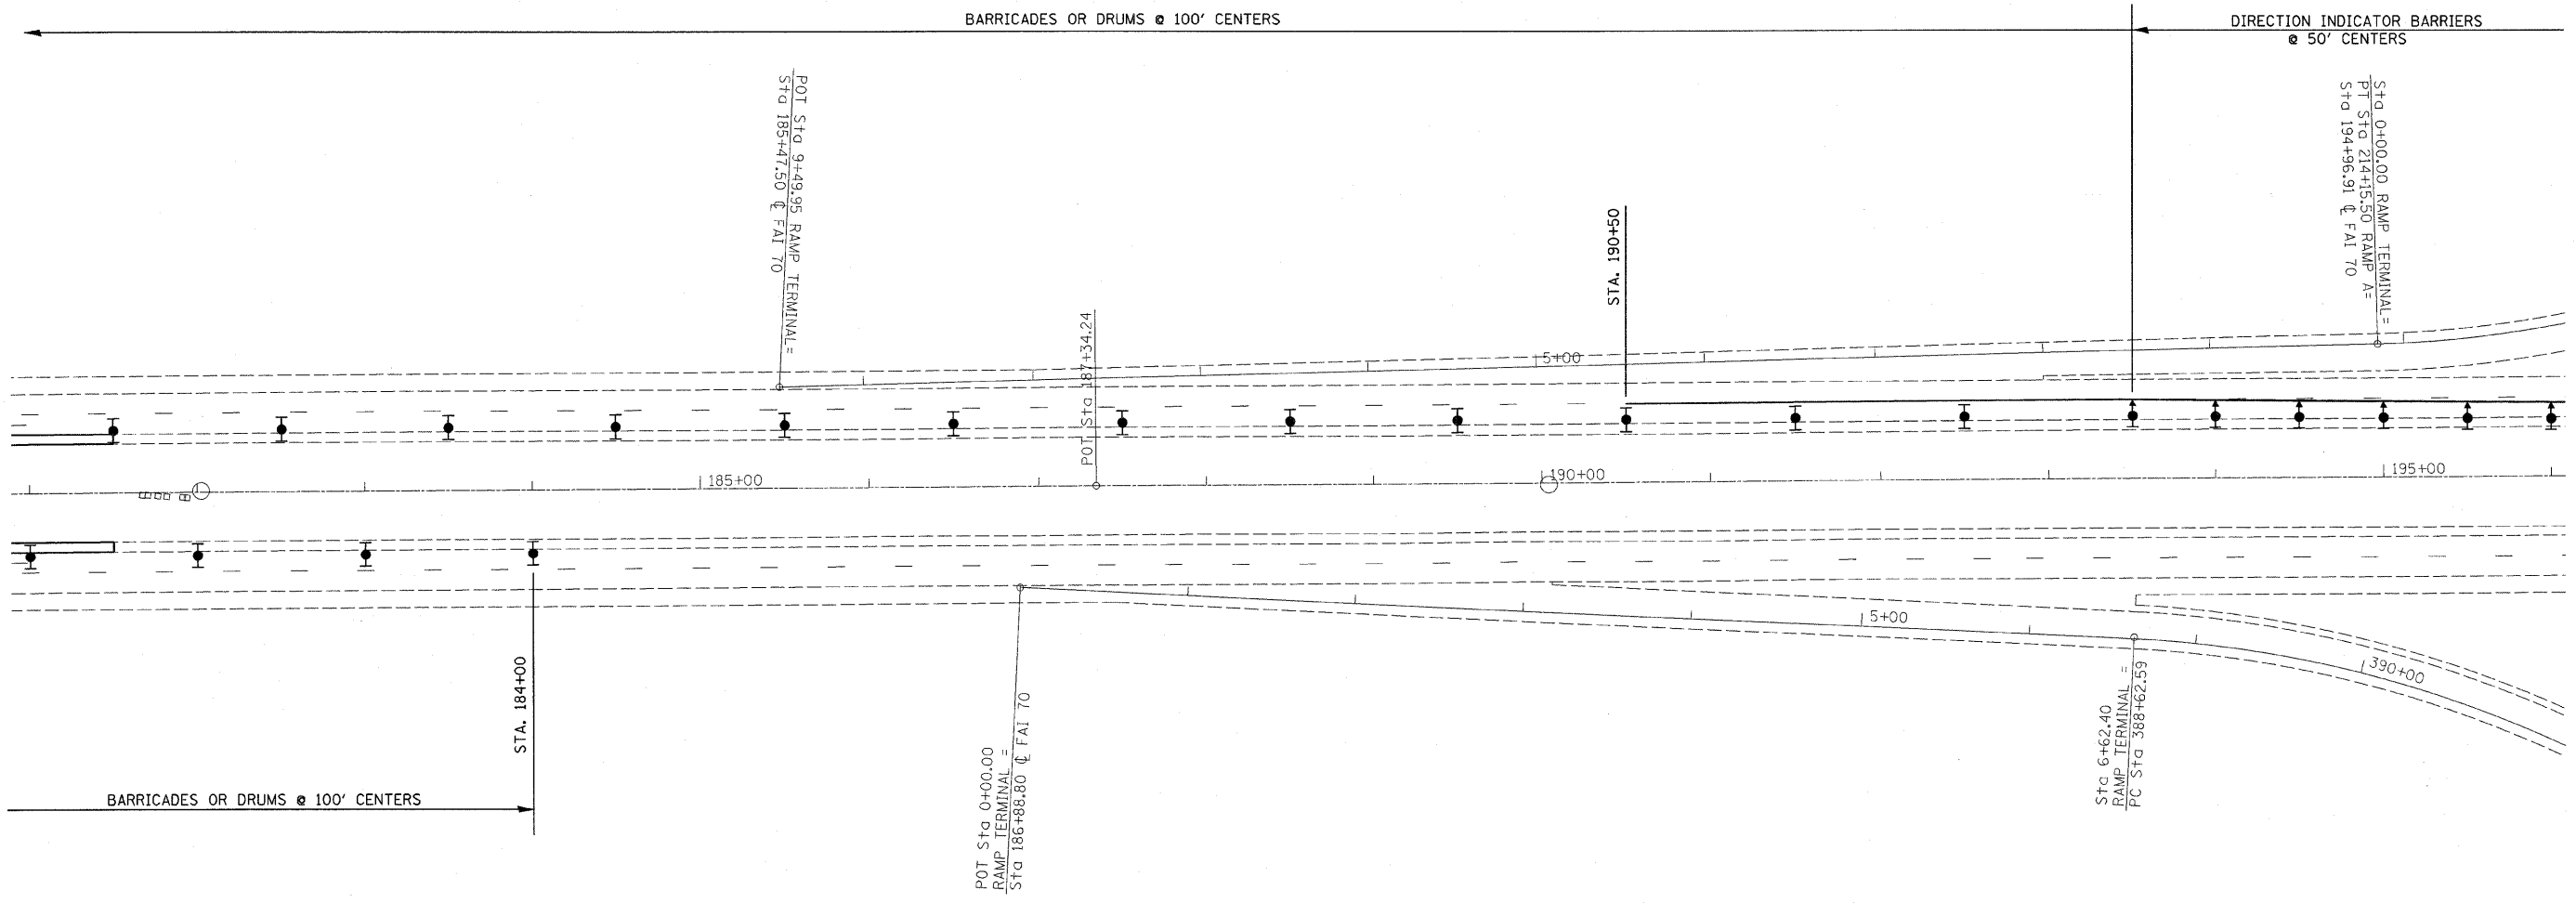 BARRICADES OR DRUMS @ 100' CENTERS
DIRECTION INDICATOR BARRIERS
@ 50' CENTERS
POT Sta 9+49.95 RAMP TERMINAL=
Sta 185+47.50 ℄ FAI 70
POT Sta 187+34.24
STA. 190+50
Sta 0+00.00 RAMP TERMINAL=
PT Sta 214+15.50 RAMP A=
Sta 194+96.91 ℄ FAI 70
5+00
185+00
190+00
195+00
STA. 184+00
BARRICADES OR DRUMS @ 100' CENTERS
POT Sta 0+00.00
RAMP TERMINAL =
Sta 186+88.80 ℄ FAI 70
5+00
390+00
Sta 6+62.40
RAMP TERMINAL =
PC Sta 388+62.59